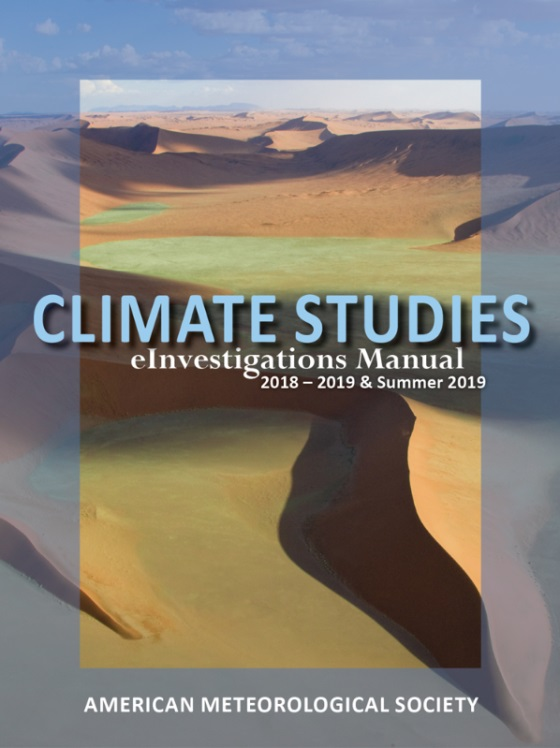 CLIMATE STUDIES
eInvestigations Manual
2018 – 2019 & Summer 2019
AMERICAN METEOROLOGICAL SOCIETY